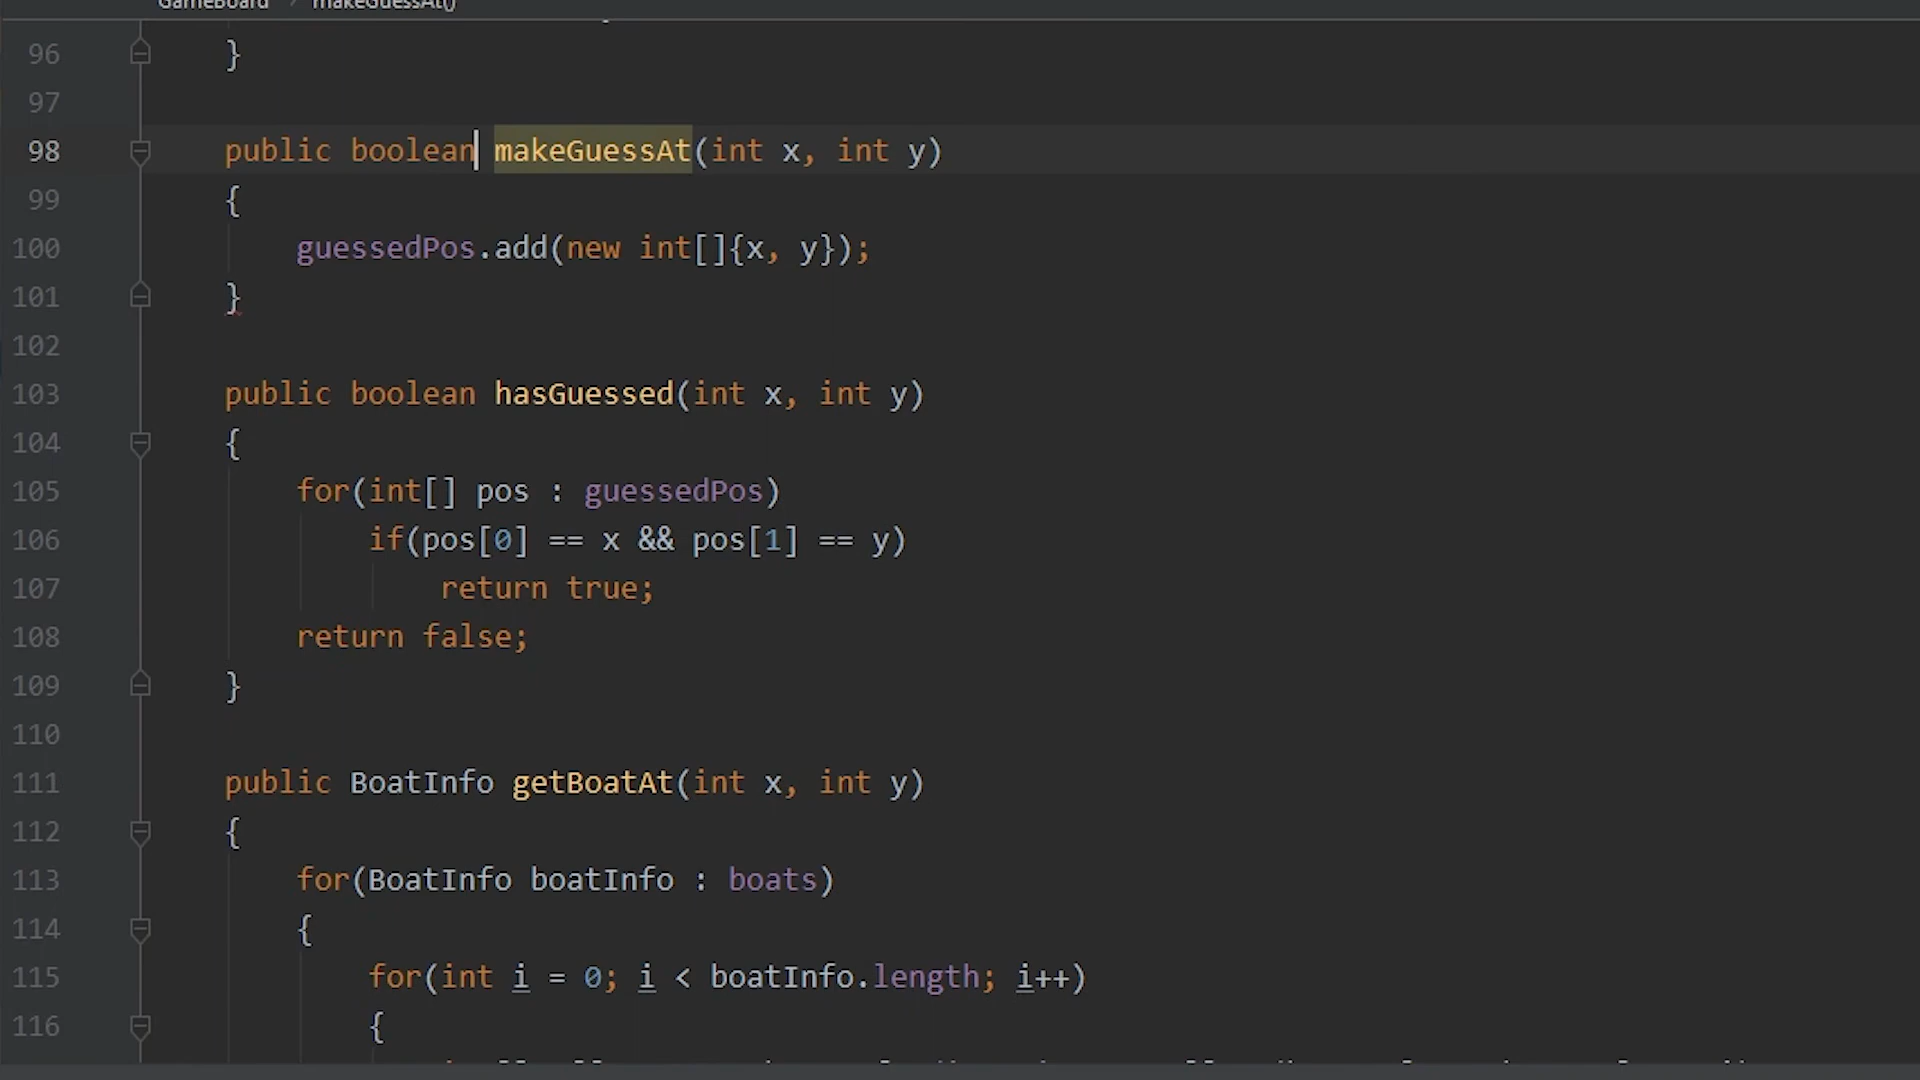 GameBoard › makeGuessAt()
96 }
97
98 public boolean makeGuessAt(int x, int y)
99 {
100 guessedPos.add(new int[]{x, y});
101 }
102
103 public boolean hasGuessed(int x, int y)
104 {
105 for(int[] pos : guessedPos)
106 if(pos[0] == x && pos[1] == y)
107 return true;
108 return false;
109 }
110
111 public BoatInfo getBoatAt(int x, int y)
112 {
113 for(BoatInfo boatInfo : boats)
114 {
115 for(int i = 0; i < boatInfo.length; i++)
116 {